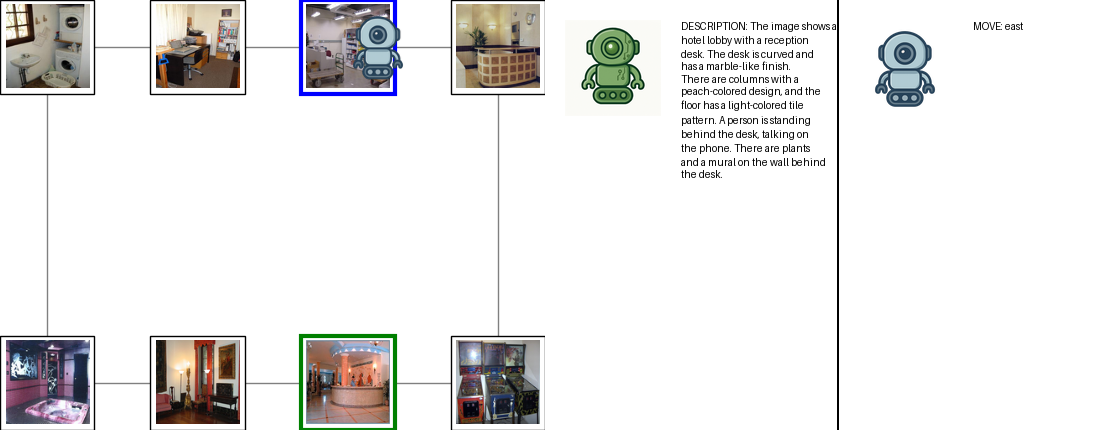 DESCRIPTION: The image shows a
hotel lobby with a reception
desk. The desk is curved and
has a marble-like finish.
There are columns with a
peach-colored design, and the
floor has a light-colored tile
pattern. A person is standing
behind the desk, talking on
the phone. There are plants
and a mural on the wall behind
the desk.
MOVE: east